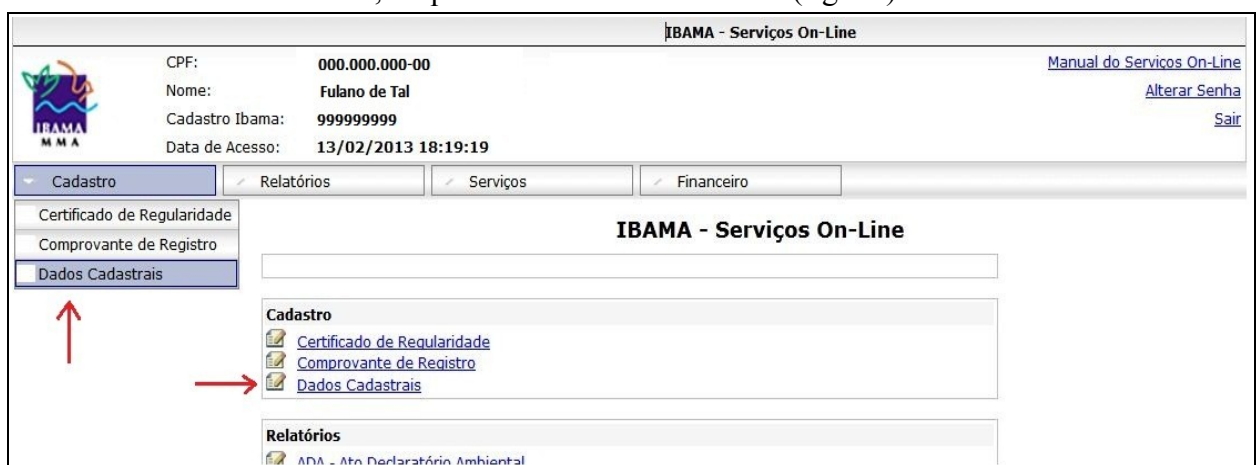 IBAMA - Serviços On-Line
CPF: 000.000.000-00 Manual do Serviços On-Line
Nome: Fulano de Tal Alterar Senha
Cadastro Ibama: 999999999 Sair
Data de Acesso: 13/02/2013 18:19:19
IBAMA
MMA
Cadastro Relatórios Serviços Financeiro
Certificado de Regularidade
Comprovante de Registro
Dados Cadastrais
IBAMA - Serviços On-Line
Cadastro
Certificado de Regularidade
Comprovante de Registro
Dados Cadastrais
Relatórios
ADA - Ato Declaratório Ambiental